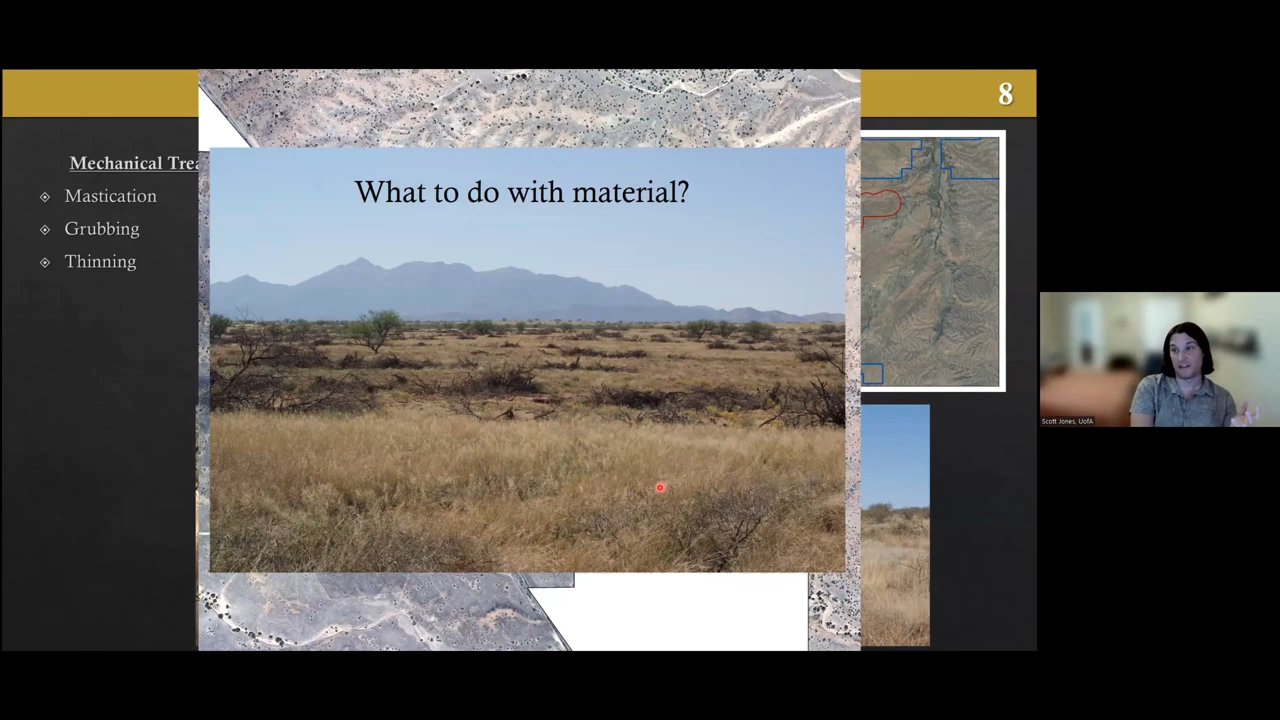 8
Mechanical Trea
Mastication
Grubbing
Thinning
What to do with material?
Scott Jones, UofA